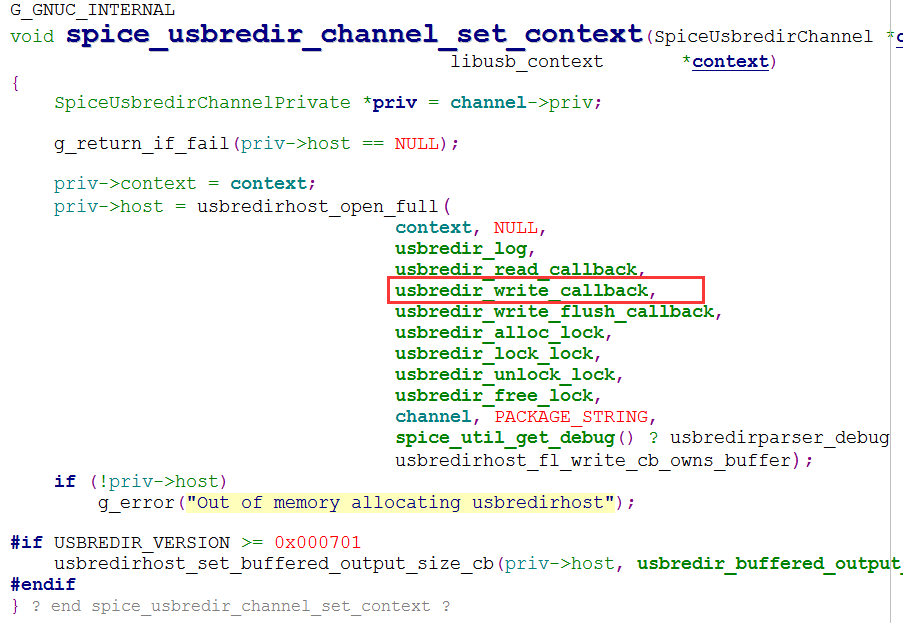 G_GNUC_INTERNAL
void spice_usbredir_channel_set_context(SpiceUsbredirChannel *c
libusb_context *context)
{
SpiceUsbredirChannelPrivate *priv = channel->priv;
g_return_if_fail(priv->host == NULL);
priv->context = context;
priv->host = usbredirhost_open_full(
context, NULL,
usbredir_log,
usbredir_read_callback,
usbredir_write_callback,
usbredir_write_flush_callback,
usbredir_alloc_lock,
usbredir_lock_lock,
usbredir_unlock_lock,
usbredir_free_lock,
channel, PACKAGE_STRING,
spice_util_get_debug() ? usbredirparser_debug
usbredirhost_fl_write_cb_owns_buffer);
if (!priv->host)
g_error("Out of memory allocating usbredirhost");
#if USBREDIR_VERSION >= 0x000701
usbredirhost_set_buffered_output_size_cb(priv->host, usbredir_buffered_output_
#endif
} ? end spice_usbredir_channel_set_context ?